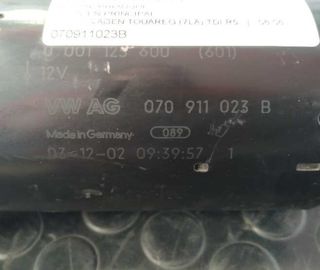 070911023B
0 001 123 600 (601)
12V
VW AG 070 911 023 B
Made in Germany 089
03-12-02 09:39:57 1